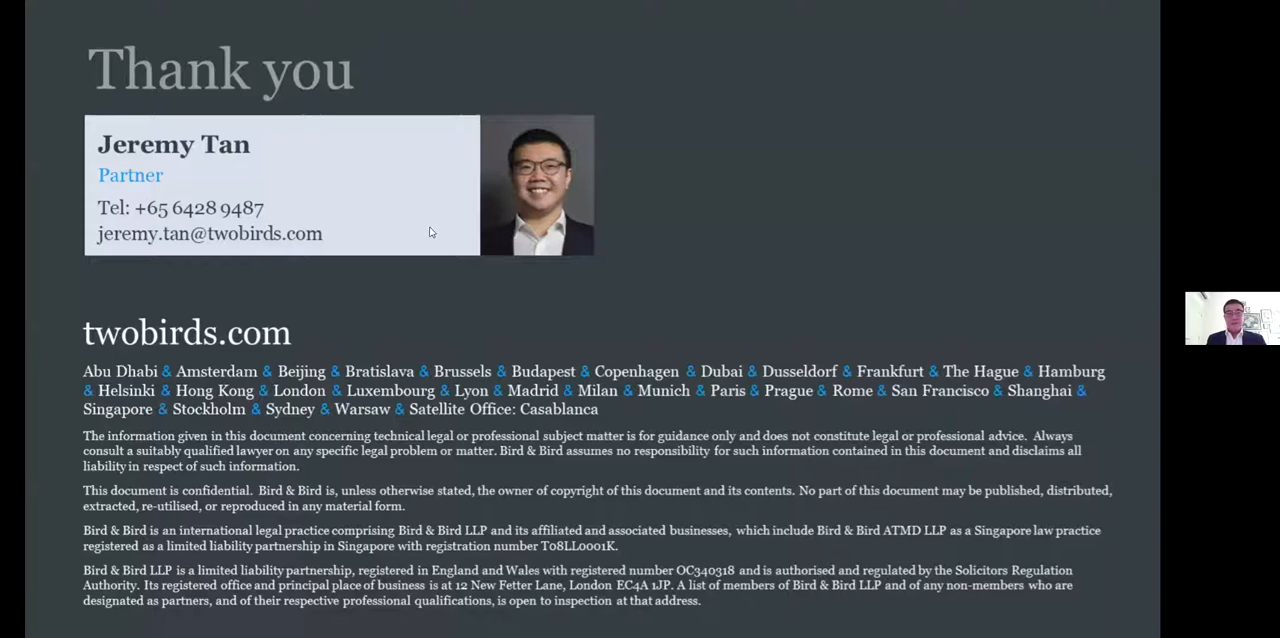 Thank you
Jeremy Tan
Partner
Tel: +65 6428 9487
jeremy.tan@twobirds.com
twobirds.com
Abu Dhabi & Amsterdam & Beijing & Bratislava & Brussels & Budapest & Copenhagen & Dubai & Dusseldorf & Frankfurt & The Hague & Hamburg
& Helsinki & Hong Kong & London & Luxembourg & Lyon & Madrid & Milan & Munich & Paris & Prague & Rome & San Francisco & Shanghai &
Singapore & Stockholm & Sydney & Warsaw & Satellite Office: Casablanca
The information given in this document concerning technical legal or professional subject matter is for guidance only and does not constitute legal or professional advice. Always
consult a suitably qualified lawyer on any specific legal problem or matter. Bird & Bird assumes no responsibility for such information contained in this document and disclaims all
liability in respect of such information.
This document is confidential. Bird & Bird is, unless otherwise stated, the owner of copyright of this document and its contents. No part of this document may be published, distributed,
extracted, re-utilised, or reproduced in any material form.
Bird & Bird is an international legal practice comprising Bird & Bird LLP and its affiliated and associated businesses, which include Bird & Bird ATMD LLP as a Singapore law practice
registered as a limited liability partnership in Singapore with registration number T08LL0001K.
Bird & Bird LLP is a limited liability partnership, registered in England and Wales with registered number OC340318 and is authorised and regulated by the Solicitors Regulation
Authority. Its registered office and principal place of business is at 12 New Fetter Lane, London EC4A 1JP. A list of members of Bird & Bird LLP and of any non-members who are
designated as partners, and of their respective professional qualifications, is open to inspection at that address.